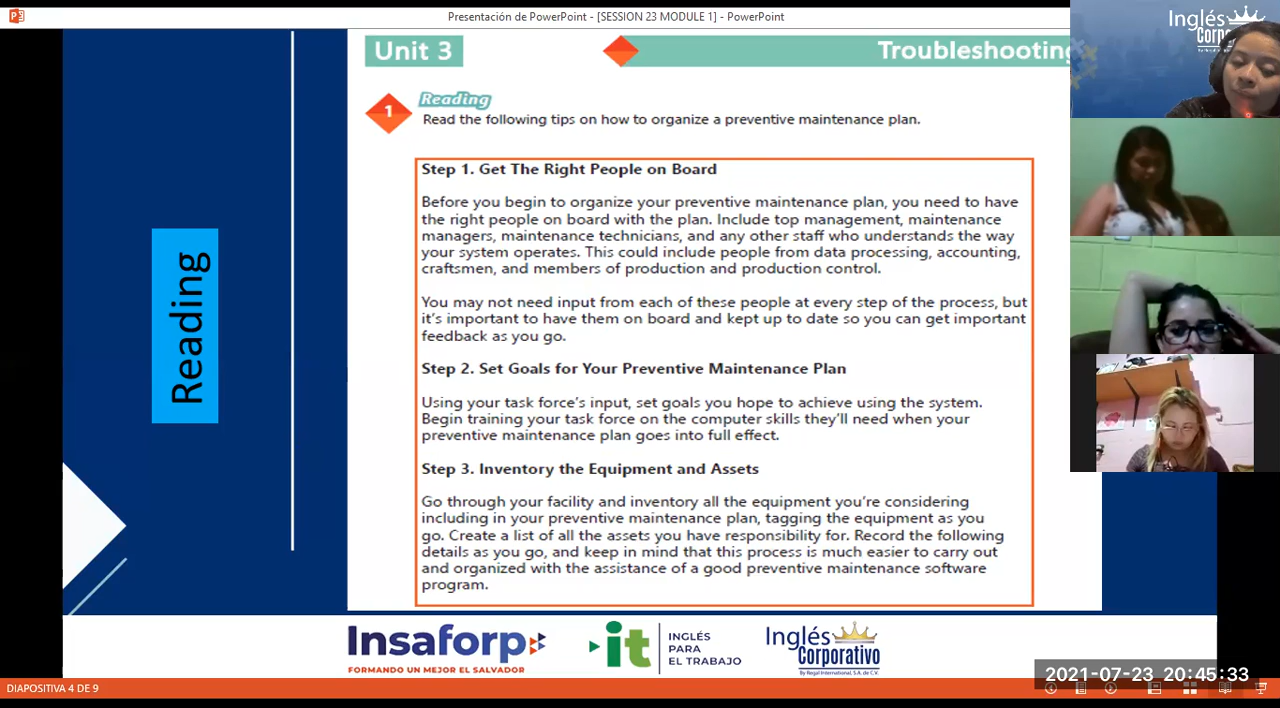 Presentación de PowerPoint - [SESSION 23 MODULE 1] - PowerPoint
Inglés
Unit 3
Troubleshooting
Reading
1
Read the following tips on how to organize a preventive maintenance plan.
Step 1. Get The Right People on Board
Before you begin to organize your preventive maintenance plan, you need to have
the right people on board with the plan. Include top management, maintenance
managers, maintenance technicians, and any other staff who understands the way
your system operates. This could include people from data processing, accounting,
craftsmen, and members of production and production control.
You may not need input from each of these people at every step of the process, but
it's important to have them on board and kept up to date so you can get important
feedback as you go.
Step 2. Set Goals for Your Preventive Maintenance Plan
Using your task force's input, set goals you hope to achieve using the system.
Begin training your task force on the computer skills they'll need when your
preventive maintenance plan goes into full effect.
Step 3. Inventory the Equipment and Assets
Go through your facility and inventory all the equipment you're considering
including in your preventive maintenance plan, tagging the equipment as you
go. Create a list of all the assets you have responsibility for. Record the following
details as you go, and keep in mind that this process is much easier to carry out
and organized with the assistance of a good preventive maintenance software
program.
Reading
Insaforp
FORMANDO UN MEJOR EL SALVADOR
it
INGLÉS
PARA
EL TRABAJO
Inglés
Corporativo
By Regal International, S.A. de C.V.
2021-07-23 20:45:33
DIAPOSITIVA 4 DE 9